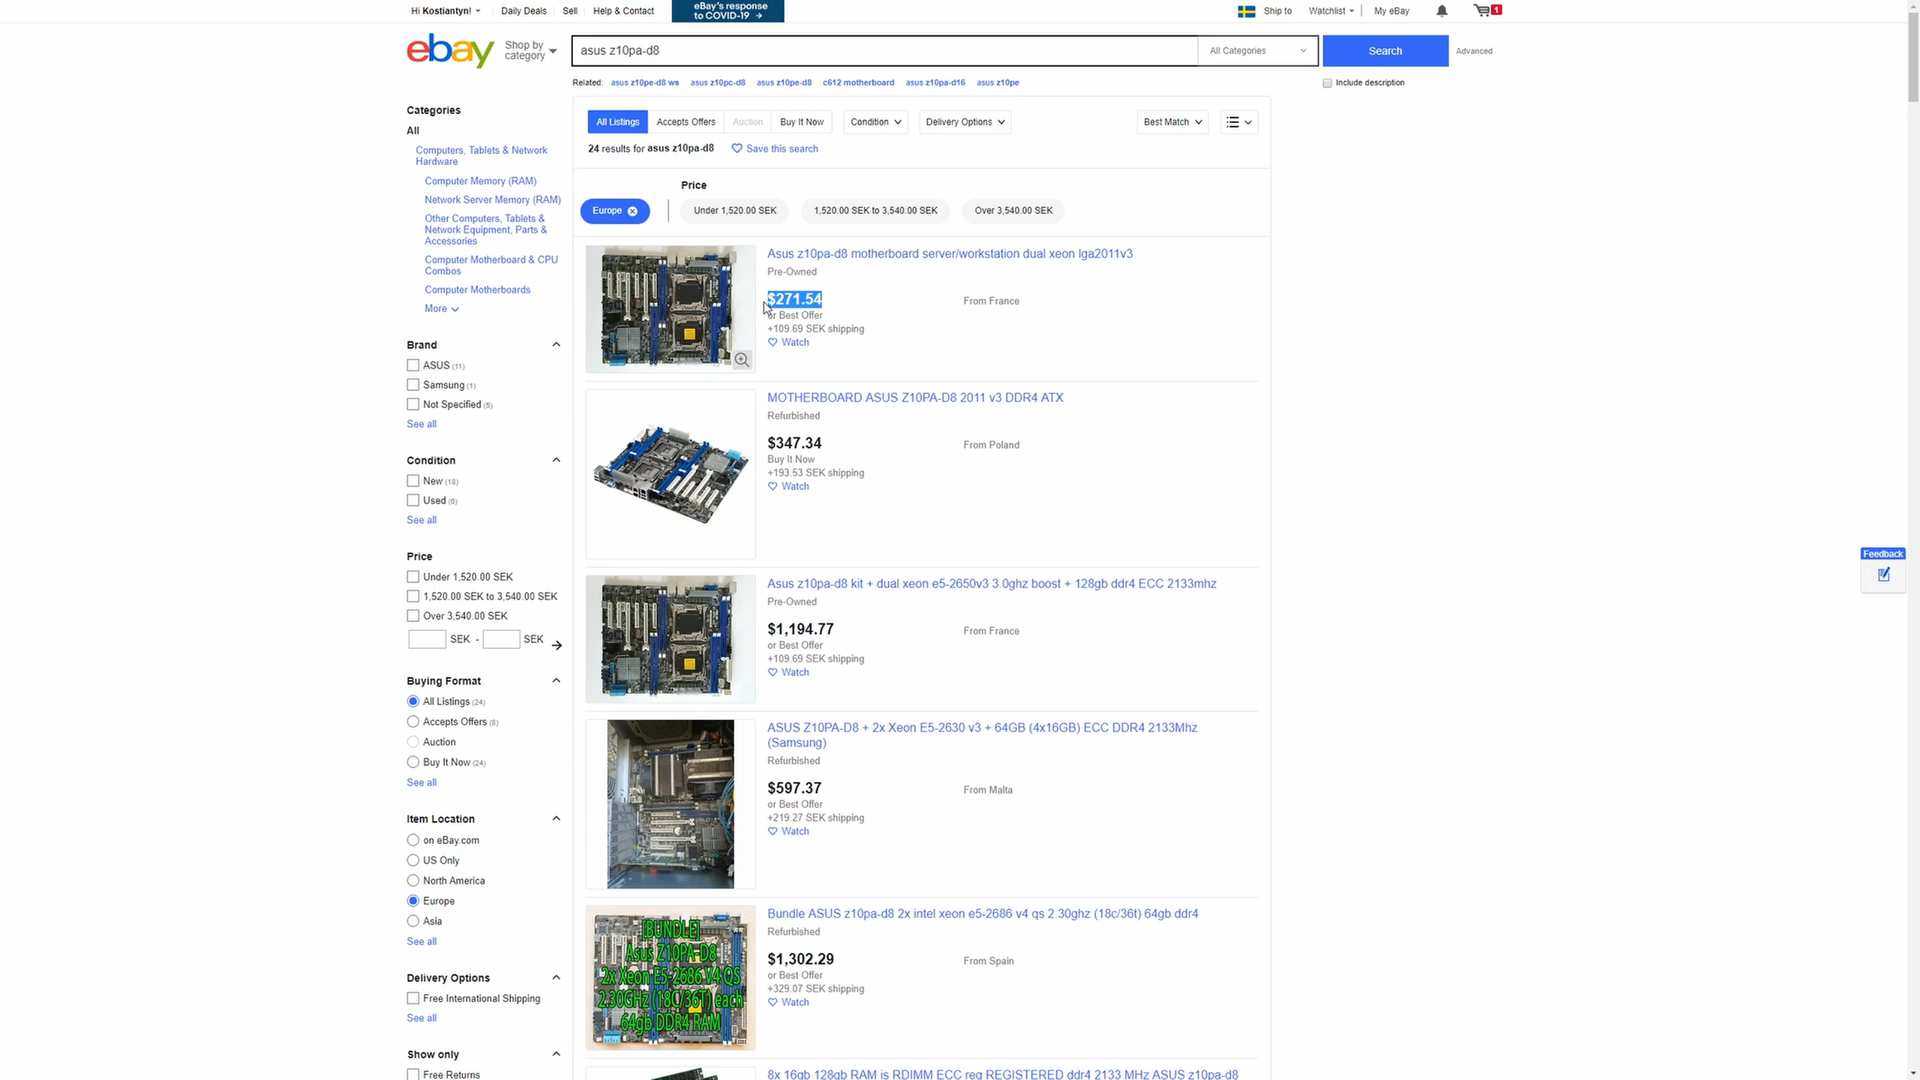 Hi Kostiantyn!
Daily Deals
Sell
Help & Contact
eBay's response
to COVID-19 →
Ship to
Watchlist
My eBay
1
ebay
Shop by
category
asus z10pa-d8
All Categories
Search
Advanced
Related: asus z10pe-d8 ws asus z10pc-d8 asus z10pe-d8 c612 motherboard asus z10pa-d16 asus z10pe
Include description
Categories
All
Computers, Tablets & Network
Hardware
Computer Memory (RAM)
Network Server Memory (RAM)
Other Computers, Tablets &
Network Equipment, Parts &
Accessories
Computer Motherboard & CPU
Combos
Computer Motherboards
More
Brand
ASUS (11)
Samsung (1)
Not Specified (6)
See all
Condition
New (18)
Used (6)
See all
Price
Under 1,520.00 SEK
1,520.00 SEK to 3,540.00 SEK
Over 3,540.00 SEK
SEK - SEK
Buying Format
All Listings (24)
Accepts Offers (8)
Auction
Buy It Now (24)
See all
Item Location
on eBay.com
US Only
North America
Europe
Asia
See all
Delivery Options
Free International Shipping
See all
Show only
Free Returns
All Listings
Accepts Offers
Auction
Buy It Now
Condition
Delivery Options
Best Match
24 results for asus z10pa-d8
Save this search
Price
Europe
Under 1,520.00 SEK
1,520.00 SEK to 3,540.00 SEK
Over 3,540.00 SEK
Asus z10pa-d8 motherboard server/workstation dual xeon lga2011v3
Pre-Owned
$271.54
From France
or Best Offer
+109.69 SEK shipping
Watch
MOTHERBOARD ASUS Z10PA-D8 2011 v3 DDR4 ATX
Refurbished
$347.34
From Poland
Buy It Now
+193.53 SEK shipping
Watch
Asus z10pa-d8 kit + dual xeon e5-2650v3 3.0ghz boost + 128gb ddr4 ECC 2133mhz
Pre-Owned
$1,194.77
From France
or Best Offer
+109.69 SEK shipping
Watch
ASUS Z10PA-D8 + 2x Xeon E5-2630 v3 + 64GB (4x16GB) ECC DDR4 2133Mhz
(Samsung)
Refurbished
$597.37
From Malta
or Best Offer
+219.27 SEK shipping
Watch
[BUNDLE]
Asus Z10PA-D8
2x Xeon E5-2686 V4 QS
2.30GHz (18C/36T) each
64gb DDR4 RAM
Bundle ASUS z10pa-d8 2x intel xeon e5-2686 v4 qs 2.30ghz (18c/36t) 64gb ddr4
Refurbished
$1,302.29
From Spain
or Best Offer
+329.07 SEK shipping
Watch
8x 16gb 128gb RAM is RDIMM ECC reg REGISTERED ddr4 2133 MHz ASUS z10pa-d8
Feedback